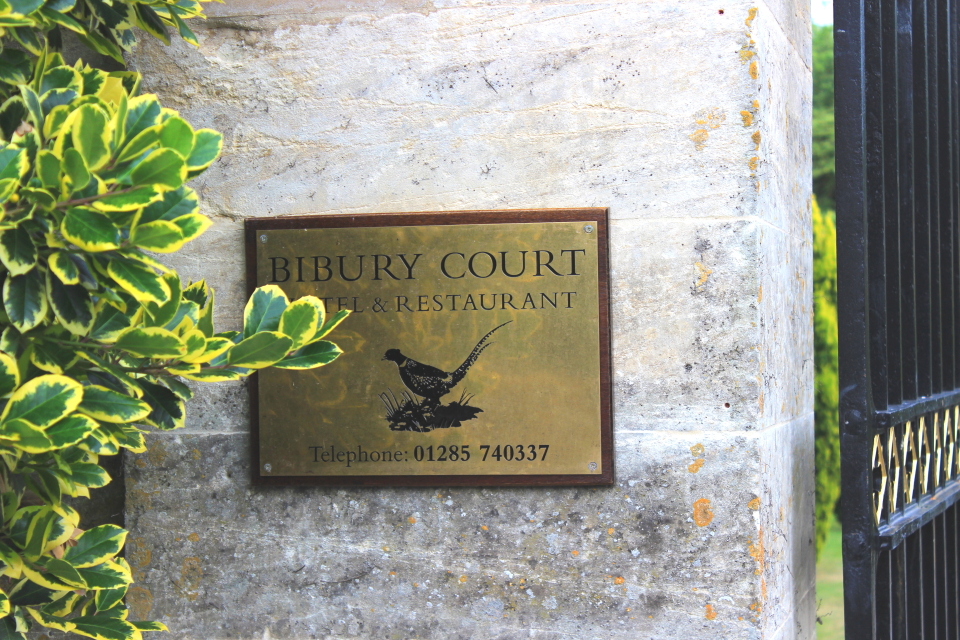 BIBURY COURT
TEL & RESTAURANT
Telephone: 01285 740337